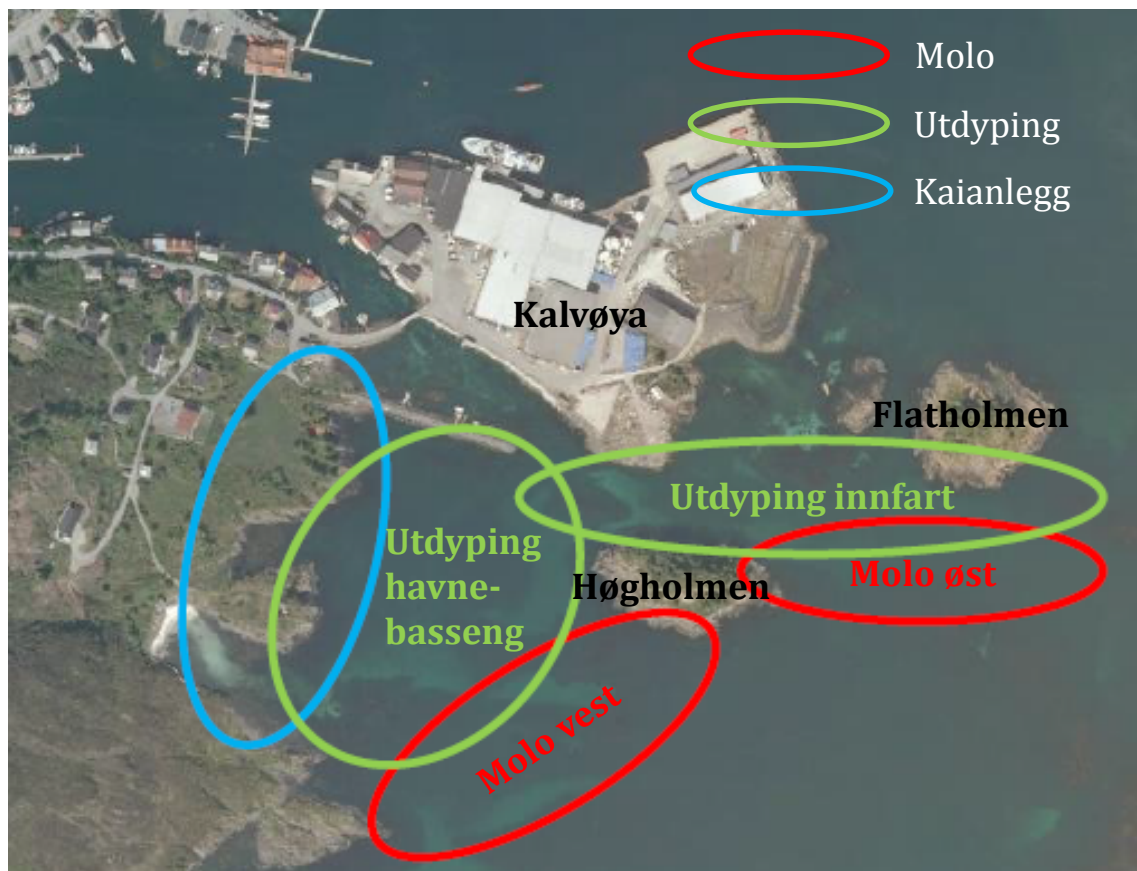 Molo
Utdyping
Kaianlegg
Kalvøya
Flatholmen
Utdyping innfart
Utdyping
havne-
basseng
Høgholmen
Molo øst
Molo vest